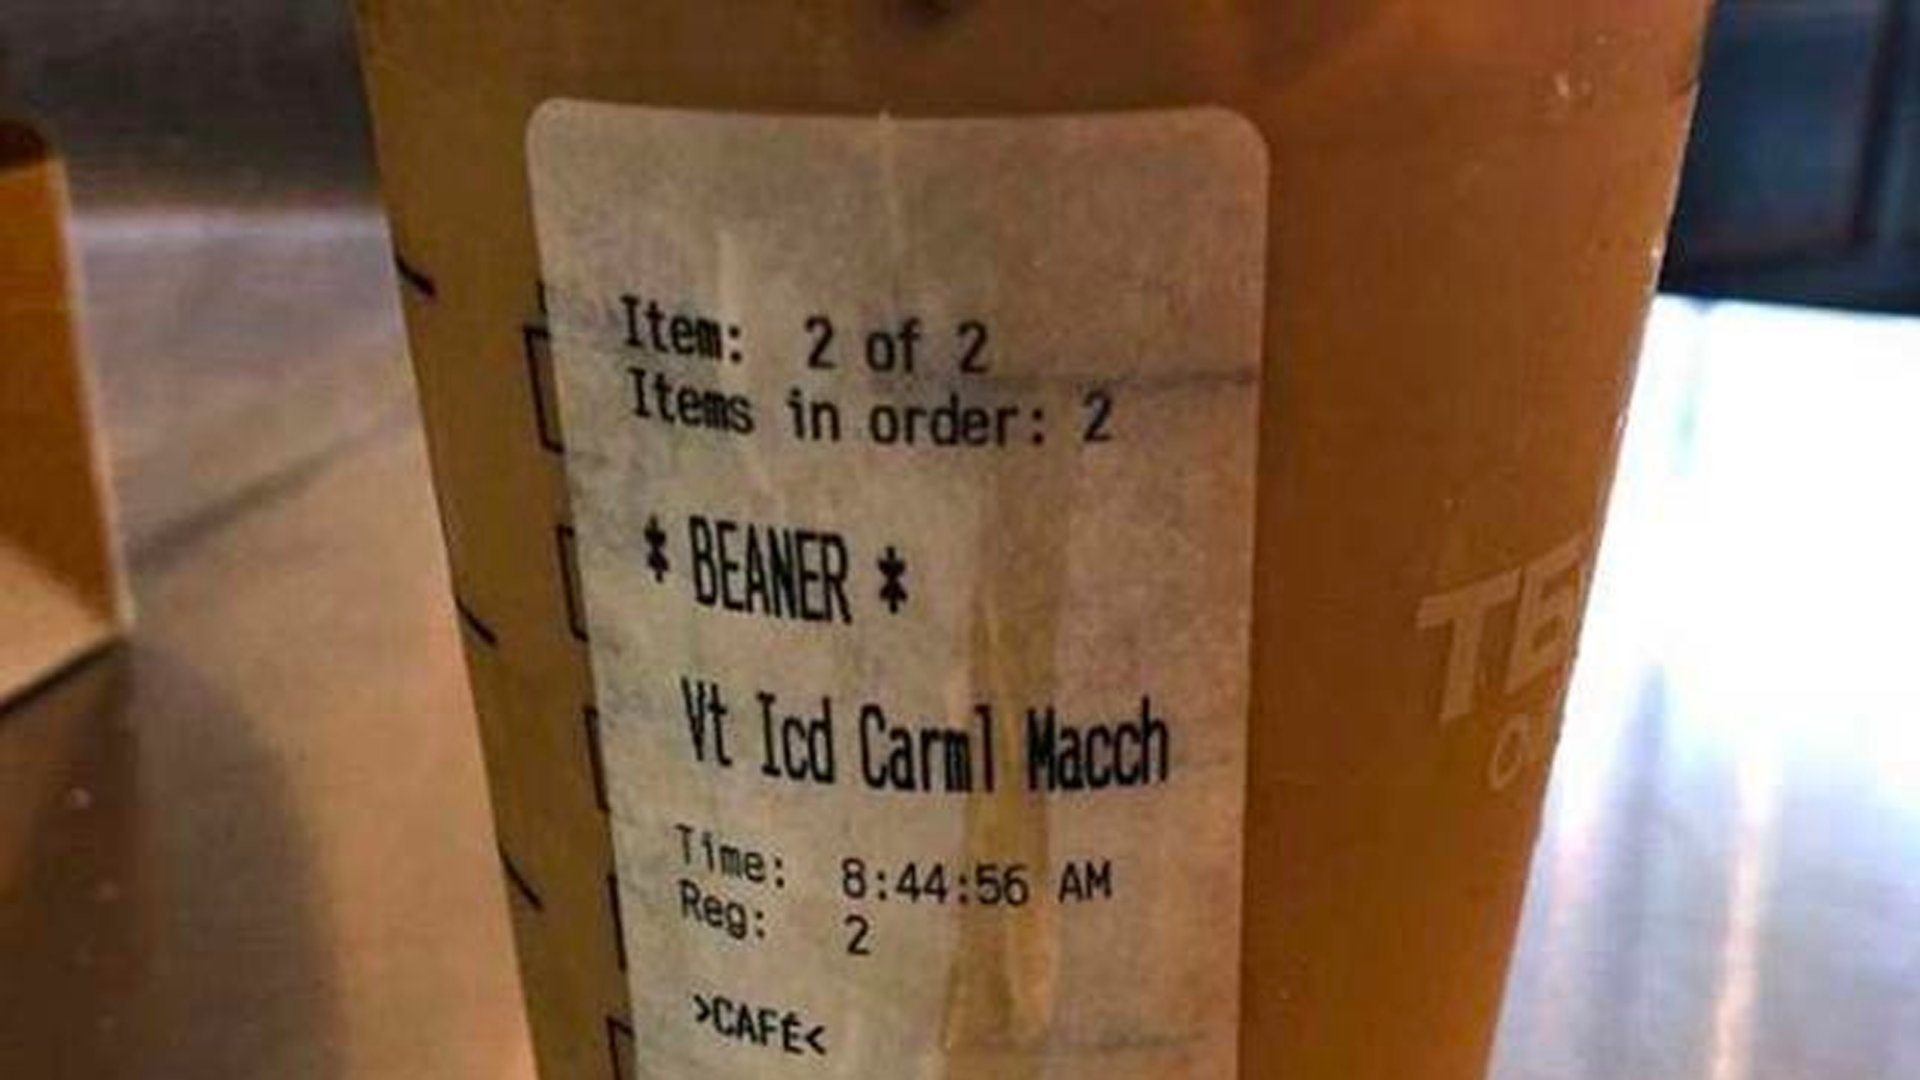 Item: 2 of 2
Items in order: 2
* BEANER *
Vt Icd Carml Macch
Time: 8:44:56 AM
Reg: 2
>CAFÉ<